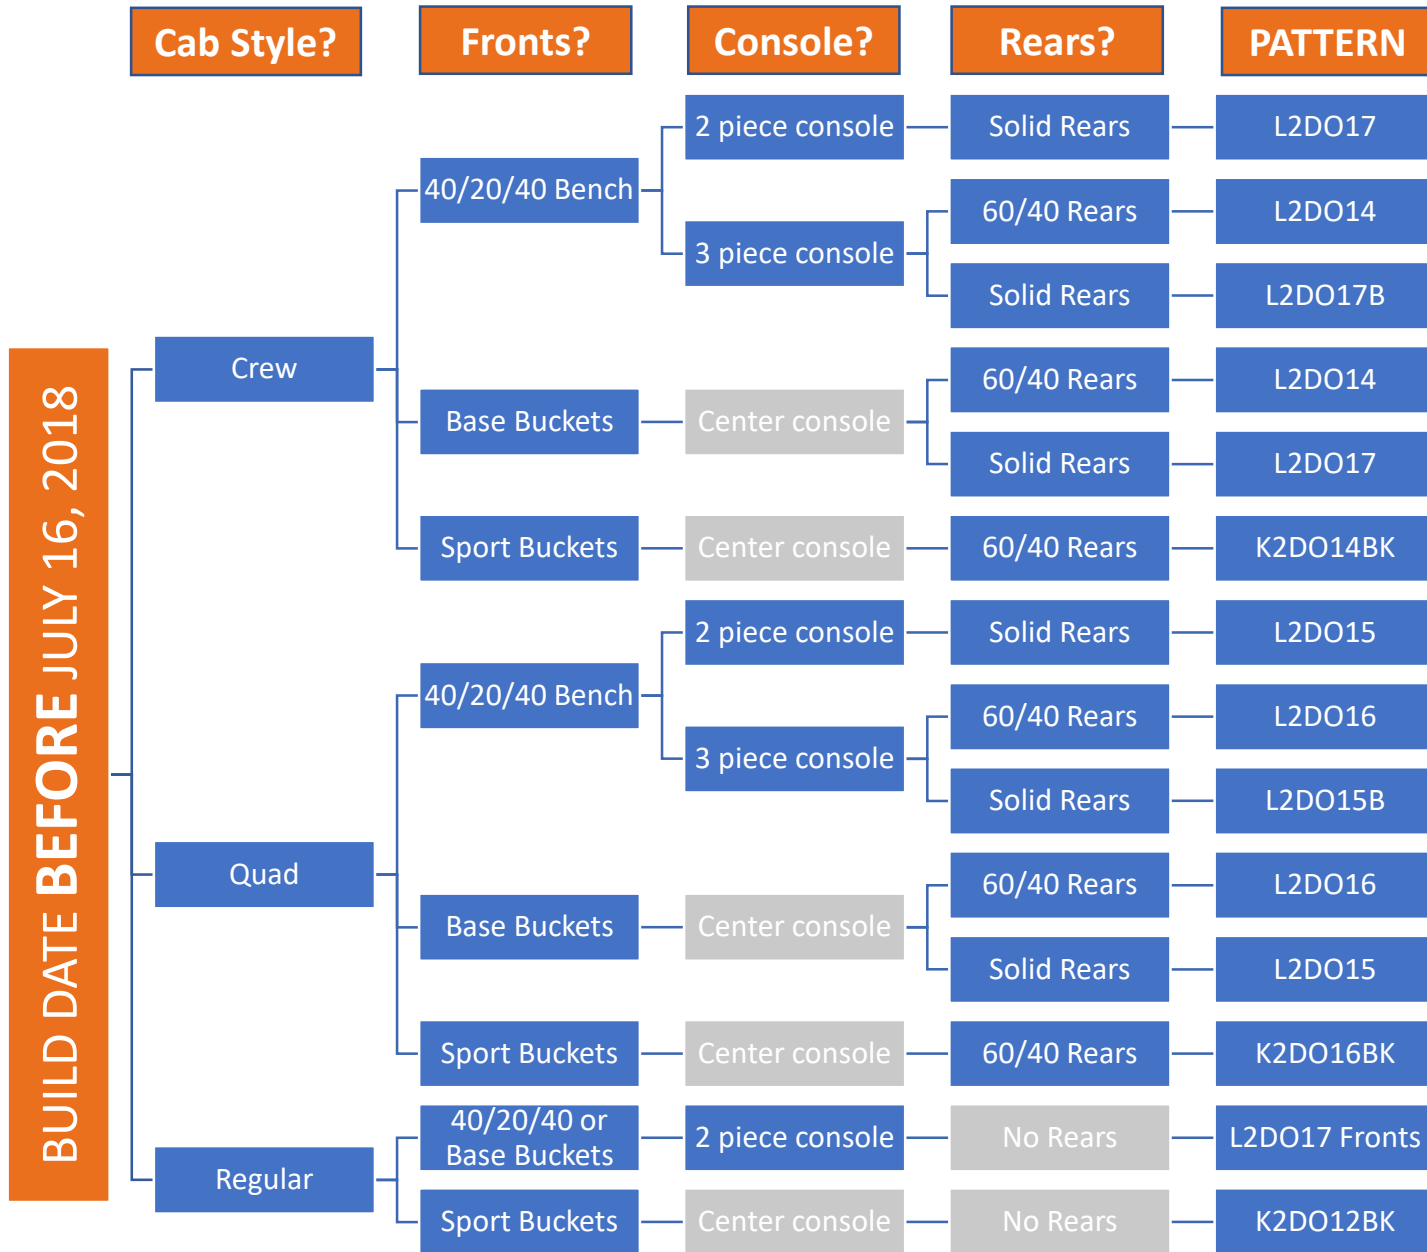 Cab Style?
Fronts?
Console?
Rears?
PATTERN
BUILD DATE BEFORE JULY 16, 2018
Crew
40/20/40 Bench
2 piece console
Solid Rears
L2DO17
3 piece console
60/40 Rears
L2DO14
Solid Rears
L2DO17B
Base Buckets
Center console
60/40 Rears
L2DO14
Solid Rears
L2DO17
Sport Buckets
Center console
60/40 Rears
K2DO14BK
Quad
40/20/40 Bench
2 piece console
Solid Rears
L2DO15
3 piece console
60/40 Rears
L2DO16
Solid Rears
L2DO15B
Base Buckets
Center console
60/40 Rears
L2DO16
Solid Rears
L2DO15
Sport Buckets
Center console
60/40 Rears
K2DO16BK
Regular
40/20/40 or
Base Buckets
2 piece console
No Rears
L2DO17 Fronts
Sport Buckets
Center console
No Rears
K2DO12BK